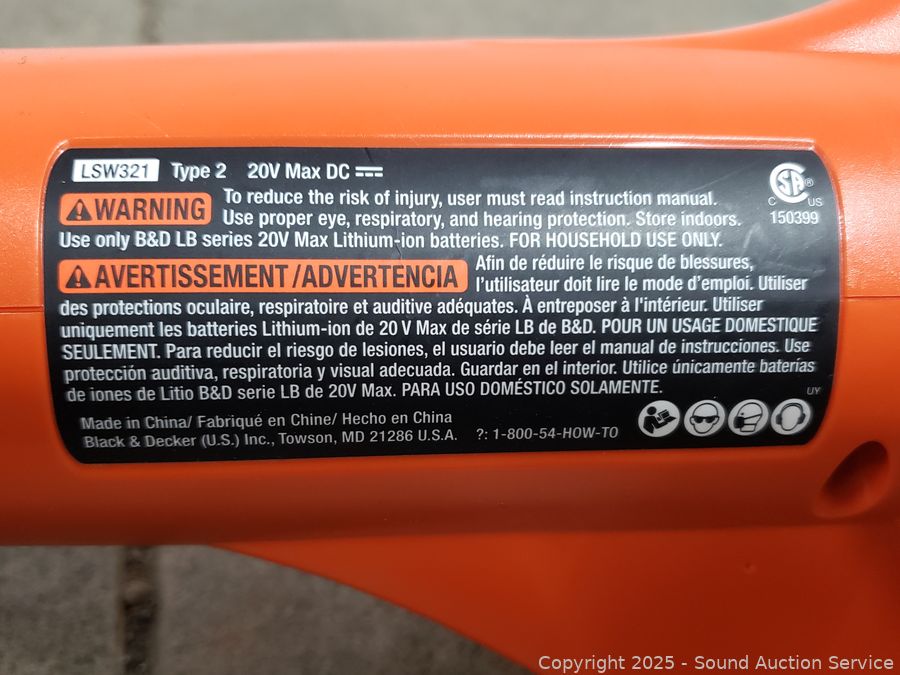 LSW321 Type 2 20V Max DC
WARNING To reduce the risk of injury, user must read instruction manual.
Use proper eye, respiratory, and hearing protection. Store indoors.
Use only B&D LB series 20V Max Lithium-ion batteries. FOR HOUSEHOLD USE ONLY.
C SA ® US
150399
AVERTISSEMENT/ADVERTENCIA Afin de réduire le risque de blessures,
l'utilisateur doit lire le mode d'emploi. Utiliser
des protections oculaire, respiratoire et auditive adéquates. À entreposer à l'intérieur. Utiliser
uniquement les batteries Lithium-ion de 20 V Max de série LB de B&D. POUR UN USAGE DOMESTIQUE
SEULEMENT. Para reducir el riesgo de lesiones, el usuario debe leer el manual de instrucciones. Use
protección auditiva, respiratoria y visual adecuada. Guardar en el interior. Utilice únicamente baterías
de iones de Litio B&D serie LB de 20V Max. PARA USO DOMÉSTICO SOLAMENTE.
UY
Made in China/ Fabriqué en Chine/ Hecho en China
Black & Decker (U.S.) Inc., Towson, MD 21286 U.S.A. ?: 1-800-54-HOW-TO
Copyright 2025 - Sound Auction Service